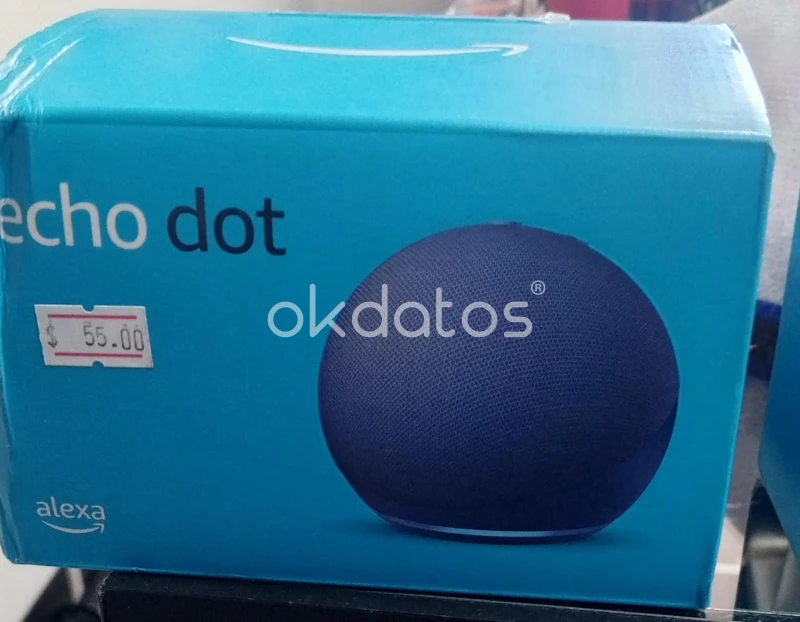 echo dot
okdatos®
$ 55.00
alexa